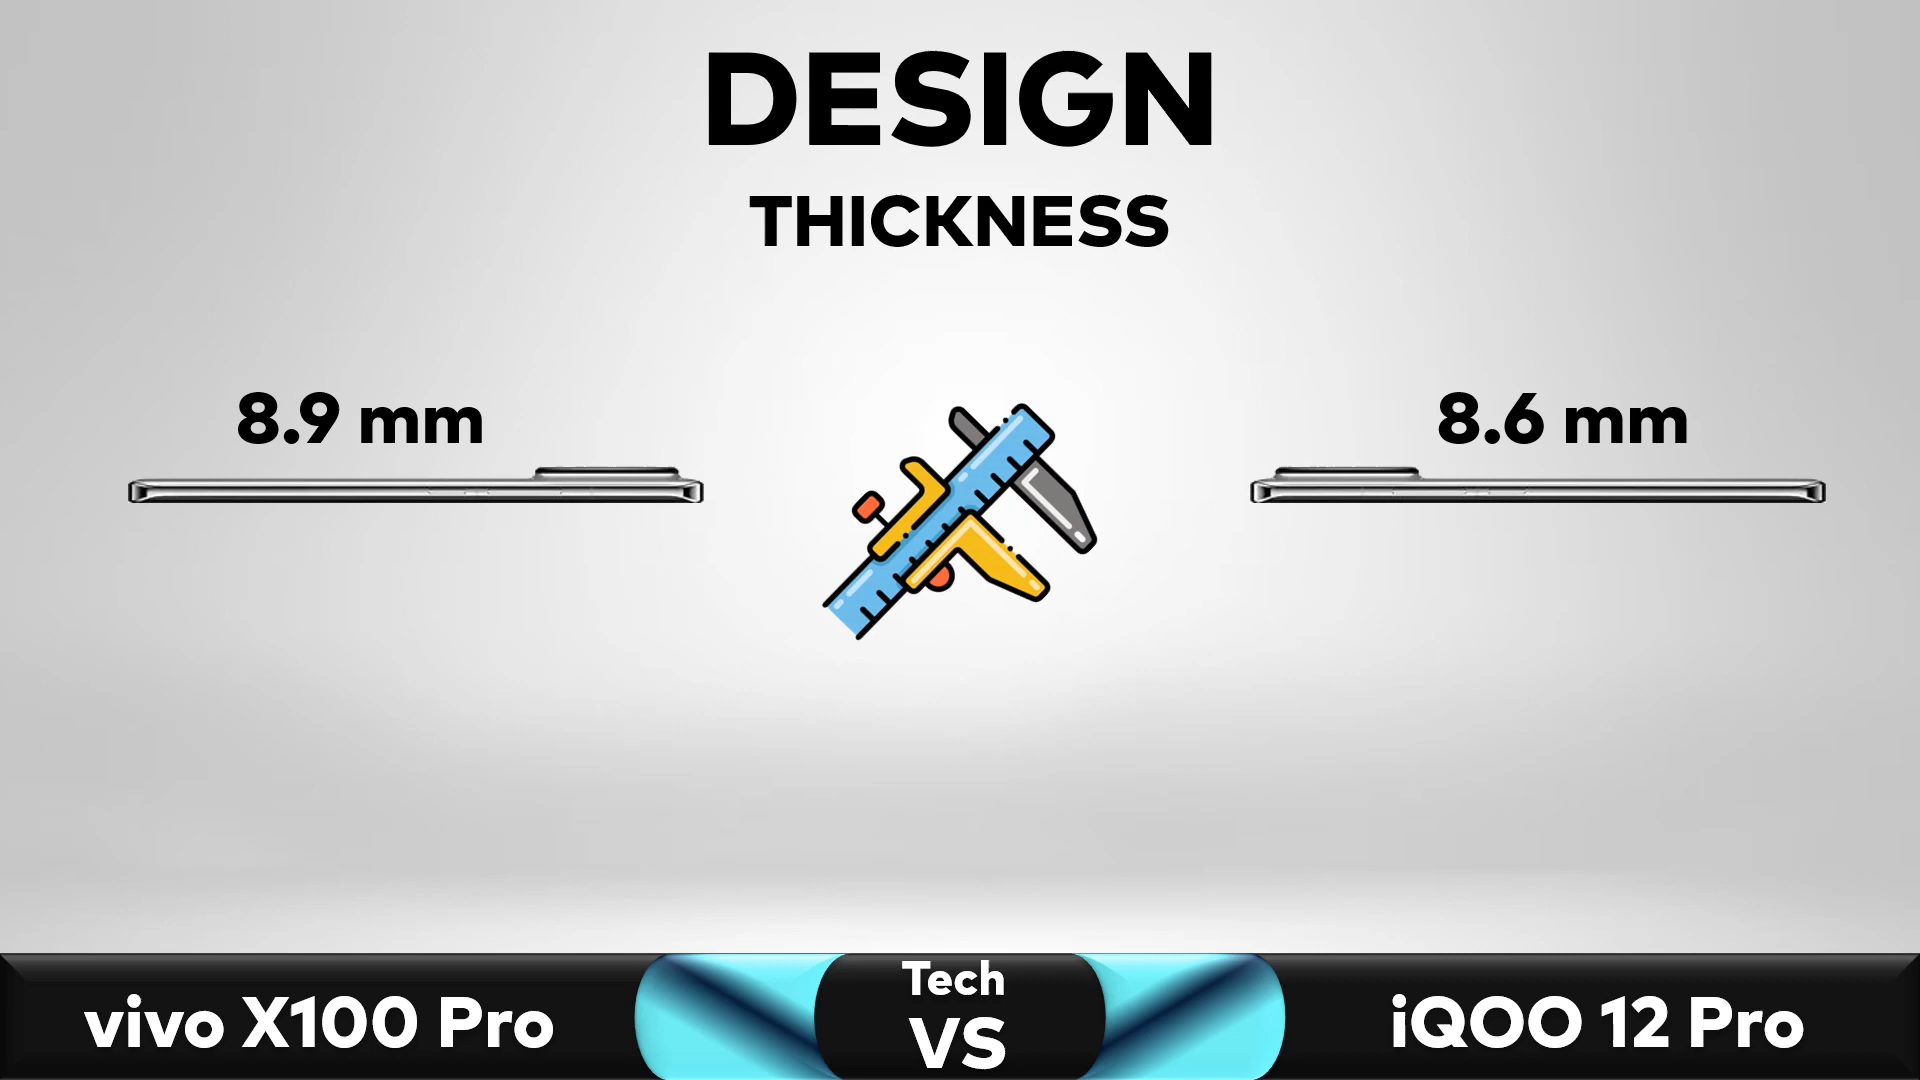 DESIGN
THICKNESS
8.9 mm
8.6 mm
vivo X100 Pro
Tech
VS
iQOO 12 Pro